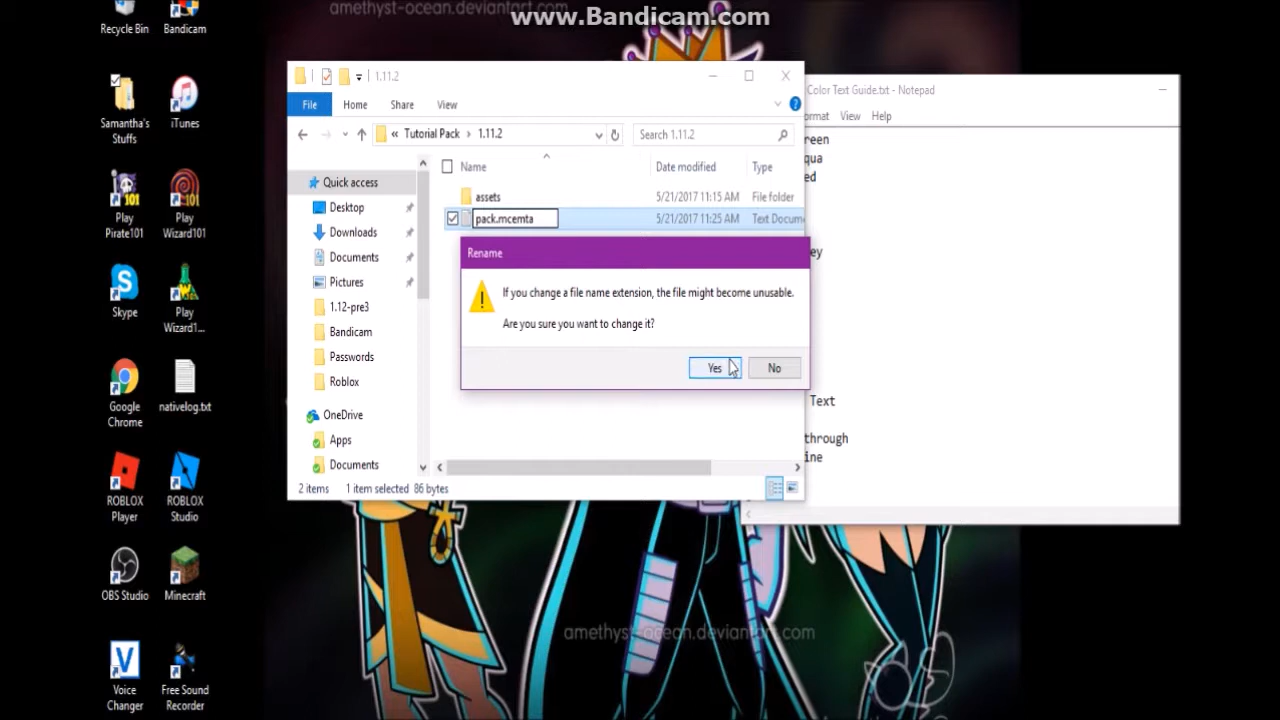 amethyst-ocean.deviantart.com
www.Bandicam.com
Recycle Bin
Bandicam
Samantha's
Stuffs
iTunes
Play
Pirate101
Play
Wizard101
Skype
Play
Wizard1...
Google
Chrome
nativelog.txt
ROBLOX
Player
ROBLOX
Studio
OBS Studio
Minecraft
Voice
Changer
Free Sound
Recorder
1.11.2
File
Home
Share
View
« Tutorial Pack > 1.11.2
Search 1.11.2
Name
Date modified
Type
Quick access
Desktop
Downloads
Documents
Pictures
1.12-pre3
Bandicam
Passwords
Roblox
OneDrive
Apps
Documents
assets
5/21/2017 11:15 AM
File folder
pack.mcemta
5/21/2017 11:25 AM
Text Docume
Rename
If you change a file name extension, the file might become unusable.
Are you sure you want to change it?
Yes
No
2 items
1 item selected
86 bytes
Color Text Guide.txt - Notepad
ormat
View
Help
reen
qua
ed
ey
Text
through
ine
amethyst-ocean.deviantart.com